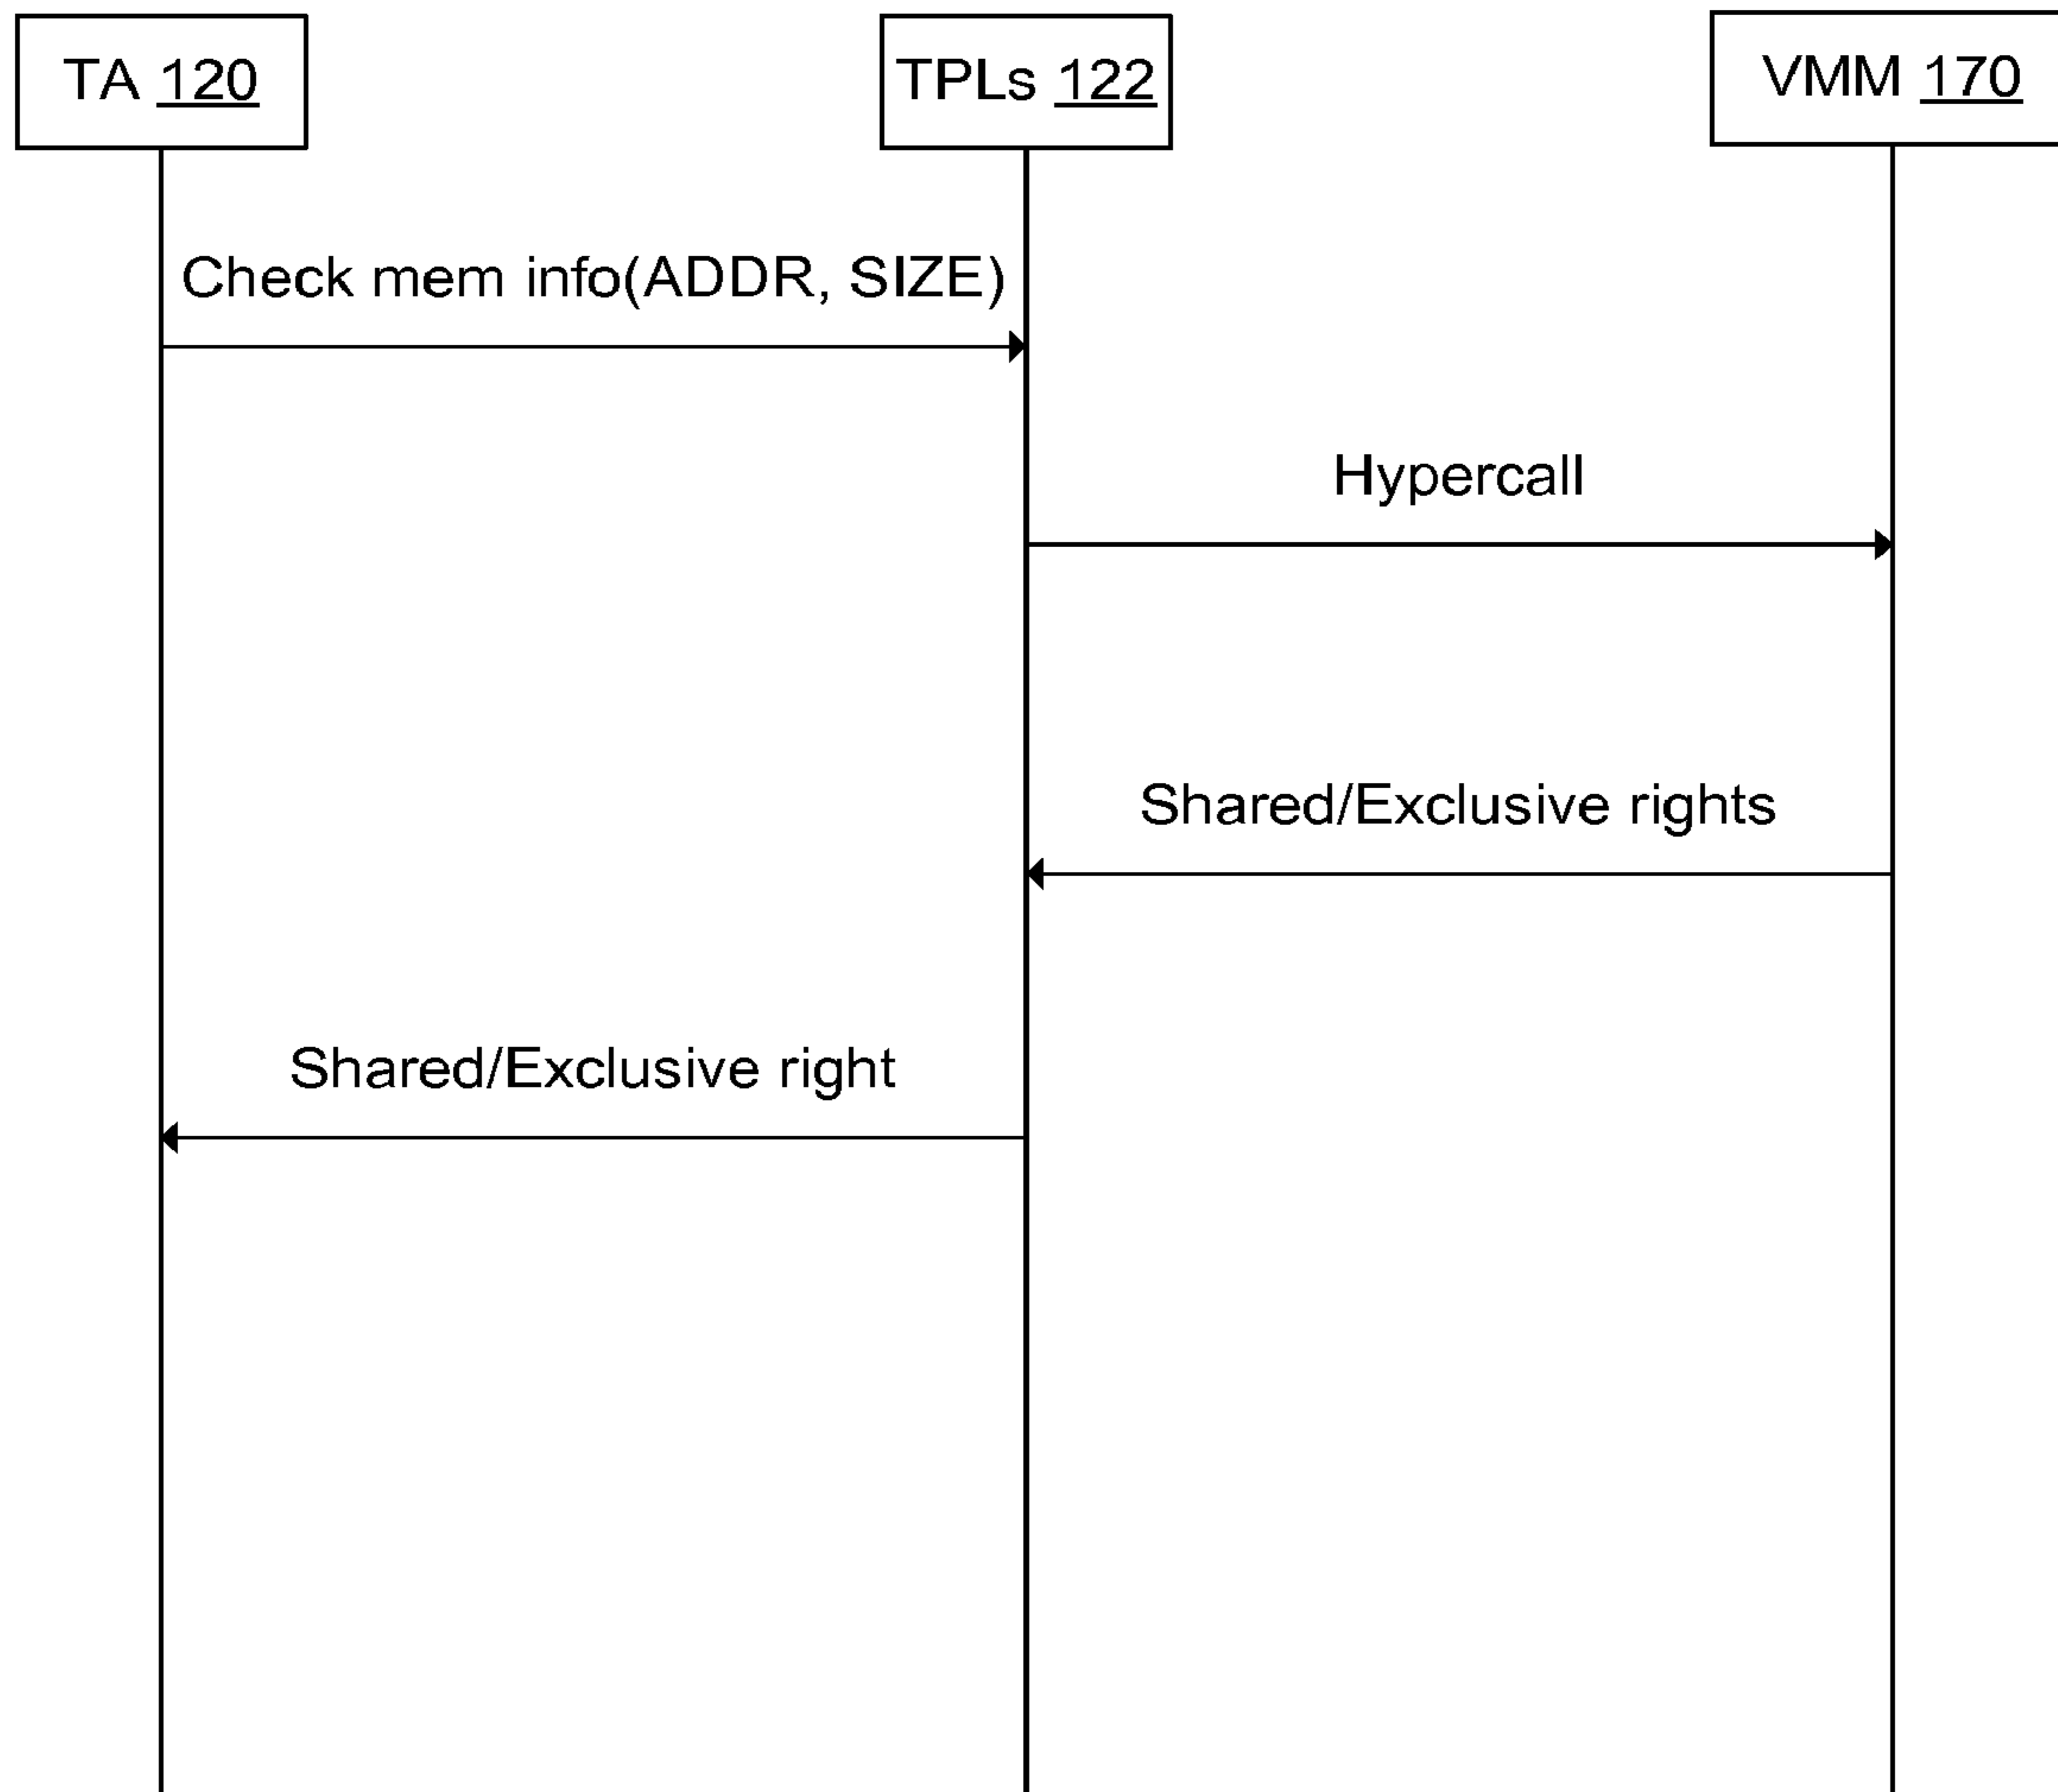 TA 120
TPLs 122
VMM 170
Check mem info(ADDR, SIZE)
Hypercall
Shared/Exclusive rights
Shared/Exclusive right